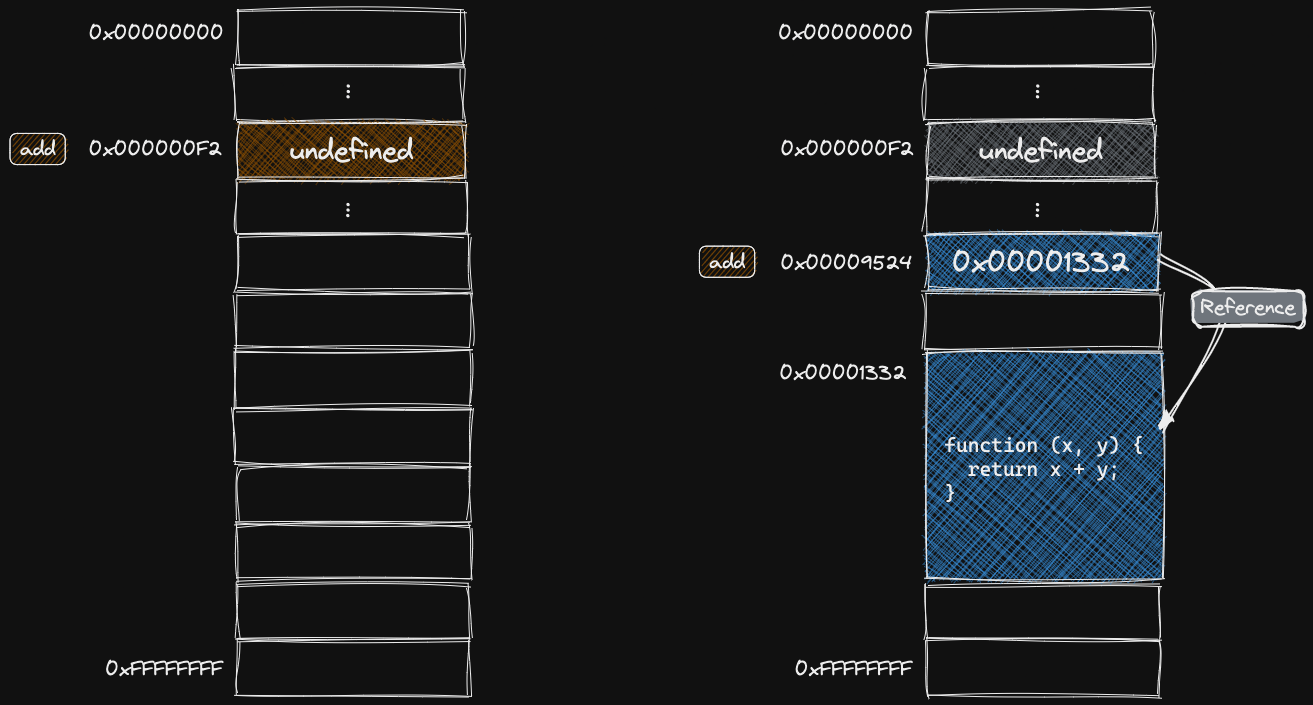 0x00000000
⋮
add
0x000000F2
undefined
⋮
0xFFFFFFFF
0x00000000
⋮
0x000000F2
undefined
⋮
add
0x00009524
0x00001332
Reference
0x00001332
function (x, y) {
  return x + y;
}
0xFFFFFFFF